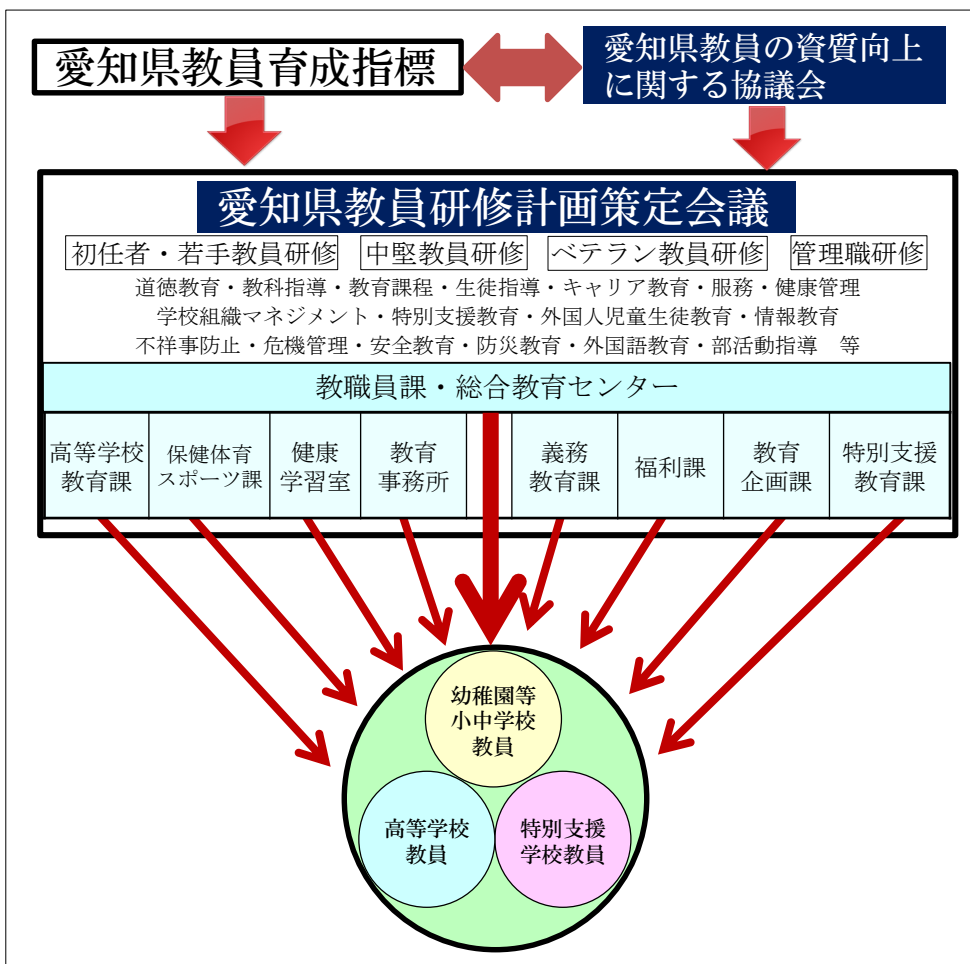 愛知県教員育成指標
愛知県教員の資質向上
に関する協議会
愛知県教員研修計画策定会議
初任者・若手教員研修
中堅教員研修
ベテラン教員研修
管理職研修
道徳教育・教科指導・教育課程・生徒指導・キャリア教育・服務・健康管理
学校組織マネジメント・特別支援教育・外国人児童生徒教育・情報教育
不祥事防止・危機管理・安全教育・防災教育・外国語教育・部活動指導　等
教職員課・総合教育センター
高等学校
教育課
保健体育
スポーツ課
健康
学習室
教育
事務所
義務
教育課
福利課
教育
企画課
特別支援
教育課
幼稚園等
小中学校
教員
高等学校
教員
特別支援
学校教員